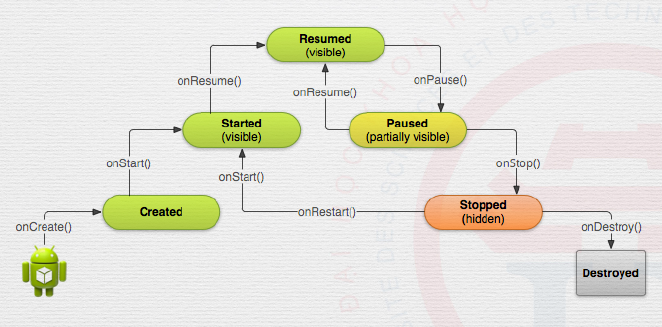 Resumed
(visible)
onResume()
onResume()
onPause()
Started
(visible)
Paused
(partially visible)
onStart()
onStart()
onStop()
Created
onRestart()
Stopped
(hidden)
onCreate()
onDestroy()
Destroyed